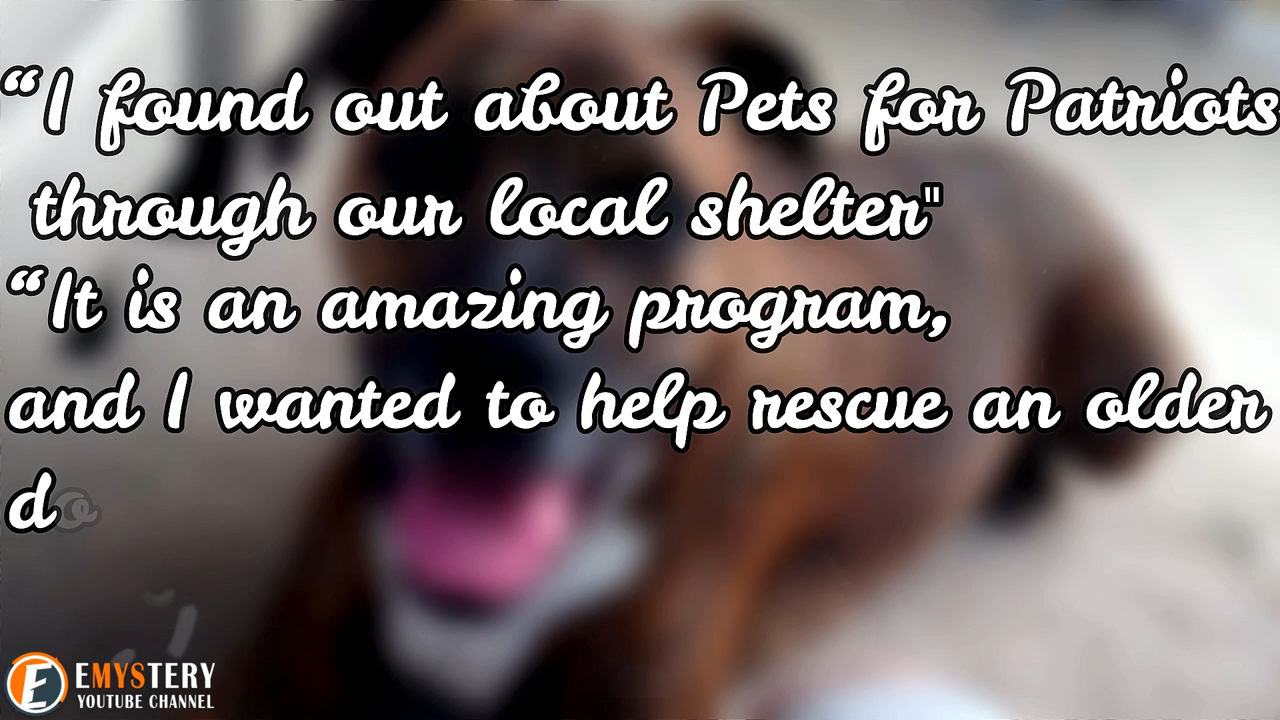 “I found out about Pets for Patriots
through our local shelter"
“It is an amazing program,
and I wanted to help rescue an older
do
E EMYSTERY
YOUTUBE CHANNEL